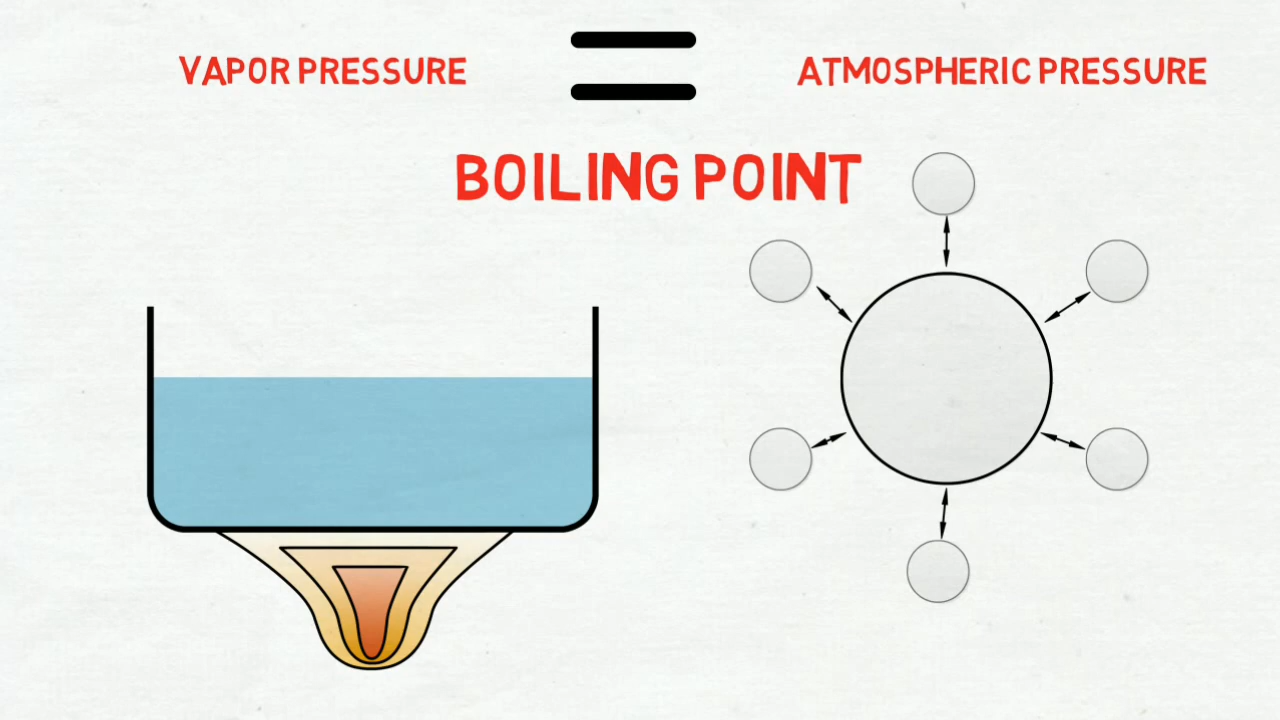 VAPOR PRESSURE = ATMOSPHERIC PRESSURE
BOILING POINT